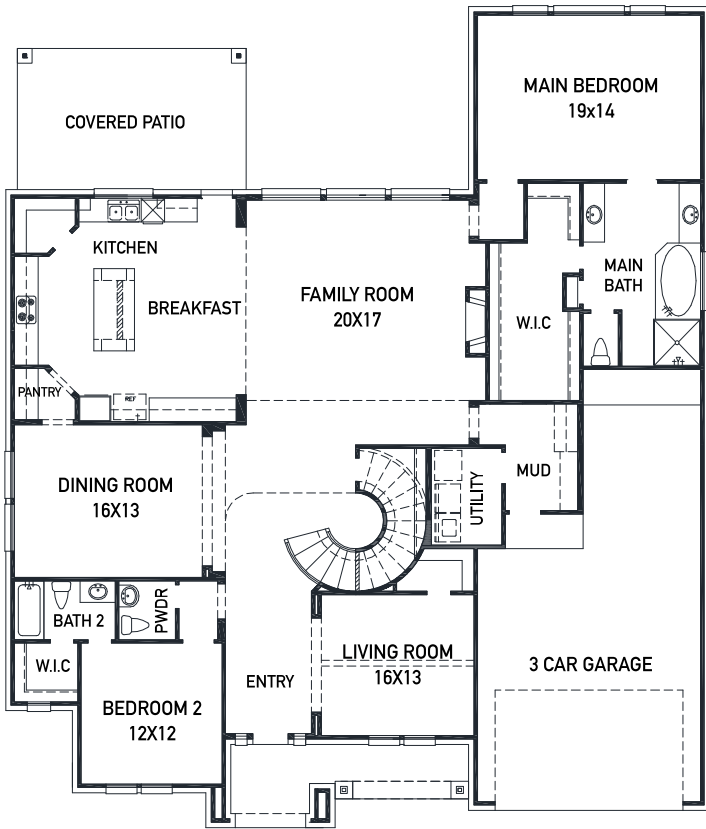 MAIN BEDROOM
19x14
COVERED PATIO
KITCHEN
BREAKFAST
FAMILY ROOM
20X17
MAIN
BATH
W.I.C
PANTRY
REF
DINING ROOM
16X13
UTILITY
MUD
BATH 2
PWDR
W.I.C
LIVING ROOM
16X13
3 CAR GARAGE
ENTRY
BEDROOM 2
12X12